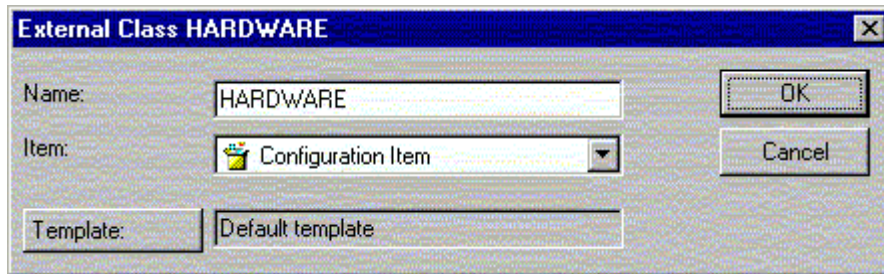 External Class HARDWARE
Name: HARDWARE OK
Item: Configuration Item Cancel
Template: Default template